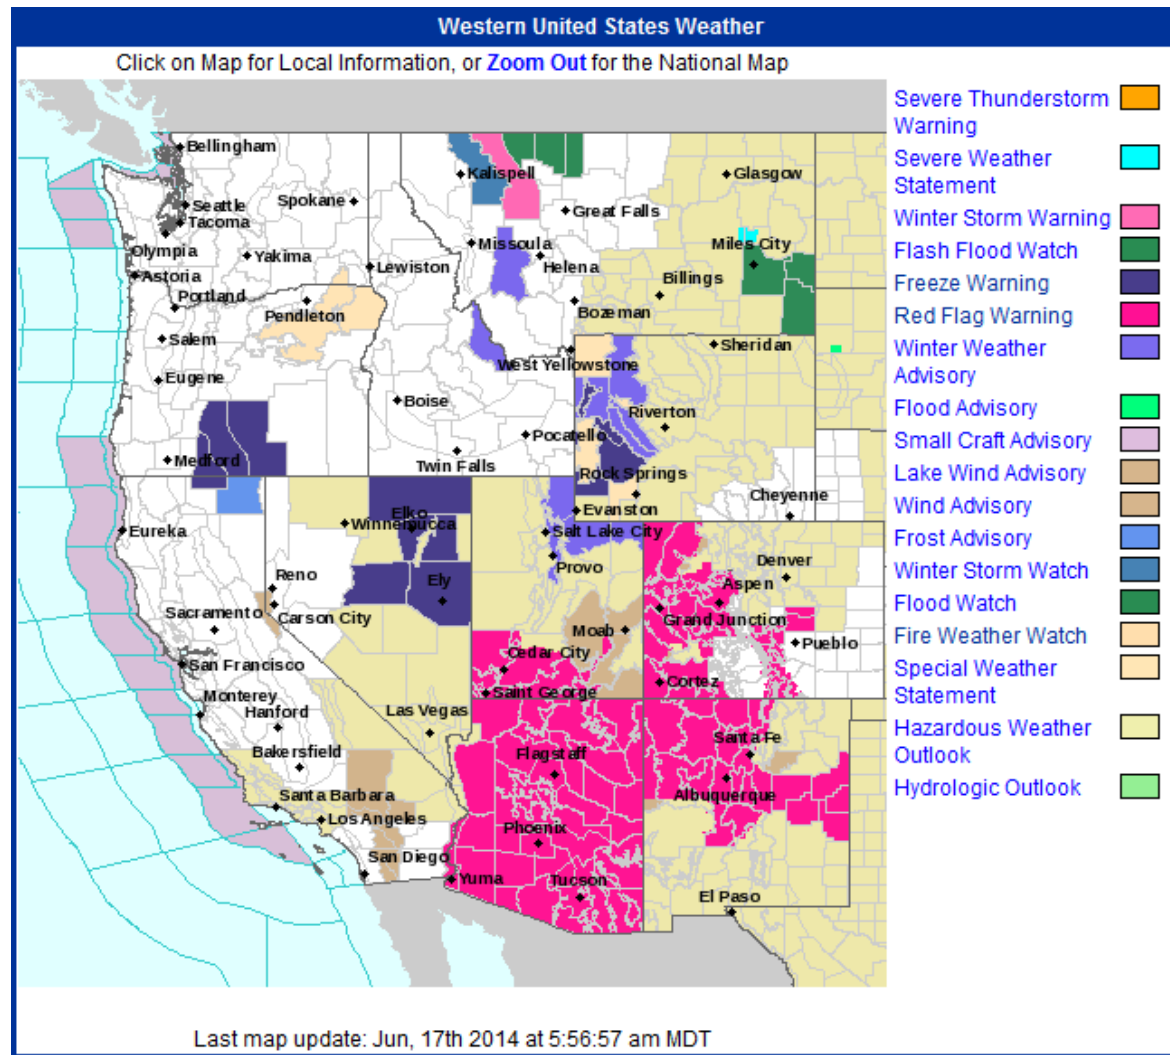 Western United States Weather
Click on Map for Local Information, or Zoom Out for the National Map
Bellingham
Seattle
Tacoma
Olympia
Astoria
Portland
Salem
Eugene
Medford
Spokane
Yakima
Pendleton
Lewiston
Kalispell
Missoula
Great Falls
Helena
Bozeman
Glasgow
Miles City
Billings
West Yellowstone
Sheridan
Boise
Pocatello
Twin Falls
Riverton
Rock Springs
Evanston
Cheyenne
Eureka
Winnemucca
Elko
Salt Lake City
Provo
Reno
Carson City
Ely
Sacramento
San Francisco
Monterey
Hanford
Bakersfield
Las Vegas
Cedar City
Saint George
Moab
Denver
Aspen
Grand Junction
Pueblo
Cortez
Santa Barbara
Los Angeles
San Diego
Flagstaff
Phoenix
Yuma
Tucson
Santa Fe
Albuquerque
El Paso
Severe Thunderstorm
Warning
Severe Weather
Statement
Winter Storm Warning
Flash Flood Watch
Freeze Warning
Red Flag Warning
Winter Weather
Advisory
Flood Advisory
Small Craft Advisory
Lake Wind Advisory
Wind Advisory
Frost Advisory
Winter Storm Watch
Flood Watch
Fire Weather Watch
Special Weather
Statement
Hazardous Weather
Outlook
Hydrologic Outlook
Last map update: Jun, 17th 2014 at 5:56:57 am MDT